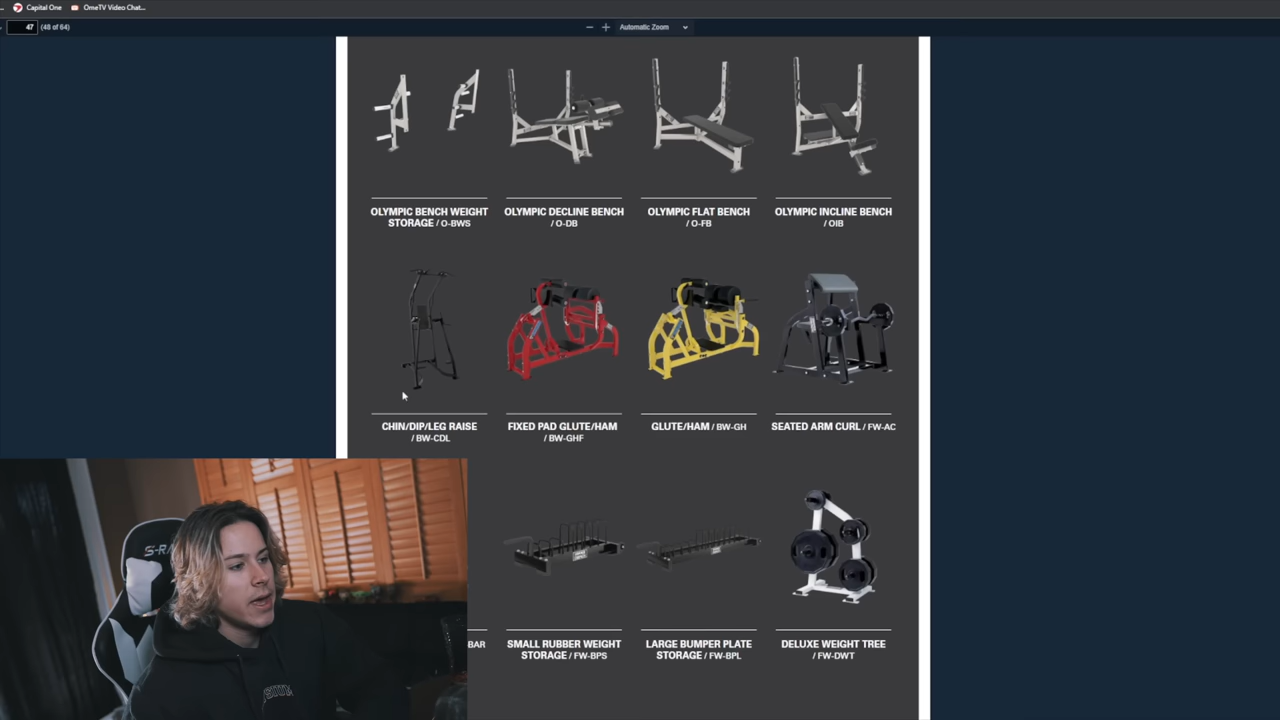 Capital One
OmeTV Video Chat...
47
(48 of 64)
Automatic Zoom
OLYMPIC BENCH WEIGHT
STORAGE / O-BWS
OLYMPIC DECLINE BENCH
/ O-DB
OLYMPIC FLAT BENCH
/ O-FB
OLYMPIC INCLINE BENCH
/ OIB
CHIN/DIP/LEG RAISE
/ BW-CDL
FIXED PAD GLUTE/HAM
/ BW-GHF
GLUTE/HAM / BW-GH
SEATED ARM CURL / FW-AC
BAR
SMALL RUBBER WEIGHT
STORAGE / FW-BPS
LARGE BUMPER PLATE
STORAGE / FW-BPL
DELUXE WEIGHT TREE
/ FW-DWT